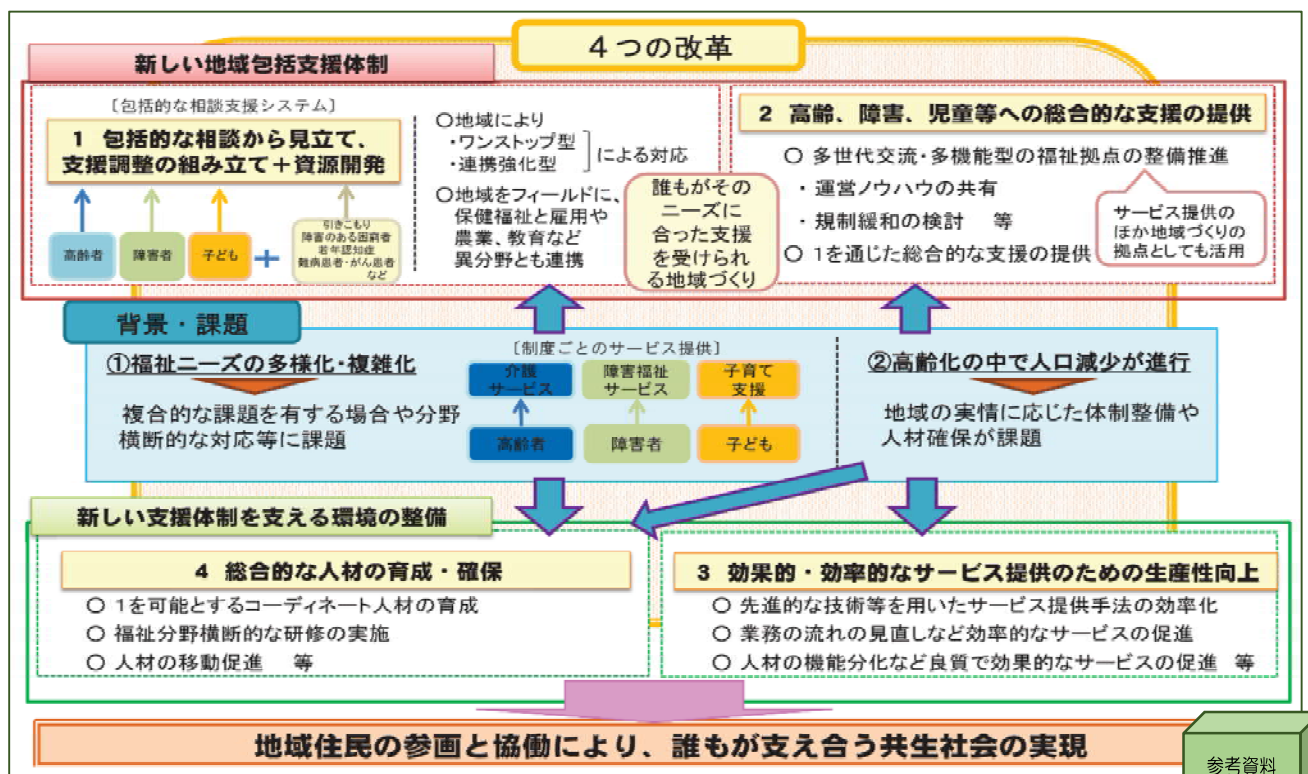 4つの改革
新しい地域包括支援体制
〔包括的な相談支援システム〕
1 包括的な相談から見立て、
支援調整の組み立て＋資源開発
高齢者
障害者
子ども
＋
引きこもり
障害のある困窮者
若年認知症
難病患者・がん患者
など
○地域により
・ワンストップ型
・連携強化型
による対応
○地域をフィールドに、
保健福祉と雇用や
農業、教育など
異分野とも連携
誰もがその
ニーズに
合った支援
を受けられ
る地域づくり
2 高齢、障害、児童等への総合的な支援の提供
○ 多世代交流・多機能型の福祉拠点の整備推進
・運営ノウハウの共有
・規制緩和の検討 等
○ 1を通じた総合的な支援の提供
サービス提供の
ほか地域づくりの
拠点としても活用
背景・課題
①福祉ニーズの多様化・複雑化
複合的な課題を有する場合や分野
横断的な対応等に課題
〔制度ごとのサービス提供〕
介護
サービス
障害福祉
サービス
子育て
支援
高齢者
障害者
子ども
②高齢化の中で人口減少が進行
地域の実情に応じた体制整備や
人材確保が課題
新しい支援体制を支える環境の整備
4 総合的な人材の育成・確保
○ 1を可能とするコーディネート人材の育成
○ 福祉分野横断的な研修の実施
○ 人材の移動促進 等
3 効果的・効率的なサービス提供のための生産性向上
○ 先進的な技術等を用いたサービス提供手法の効率化
○ 業務の流れの見直しなど効率的なサービスの促進
○ 人材の機能分化など良質で効果的なサービスの促進 等
地域住民の参画と協働により、誰もが支え合う共生社会の実現
参考資料